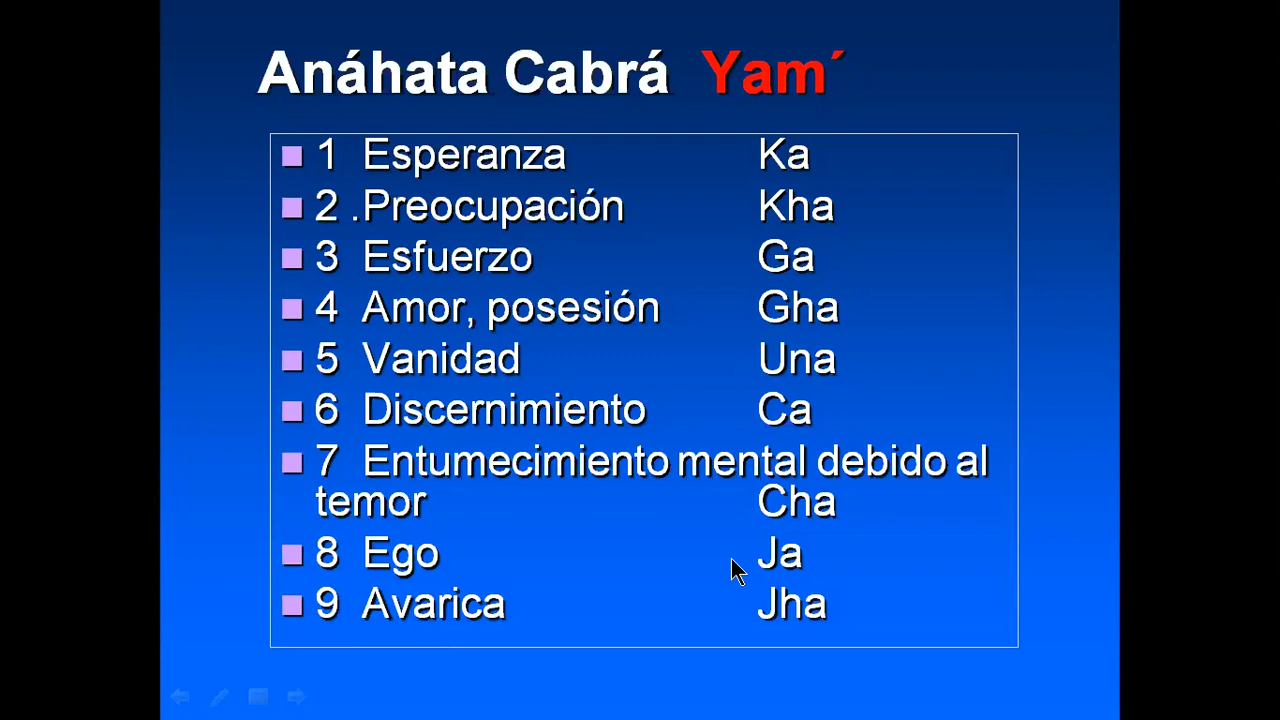 Anáhata Cabrá Yam´
1 Esperanza Ka
2 .Preocupación Kha
3 Esfuerzo Ga
4 Amor, posesión Gha
5 Vanidad Una
6 Discernimiento Ca
7 Entumecimiento mental debido al
temor Cha
8 Ego Ja
9 Avarica Jha